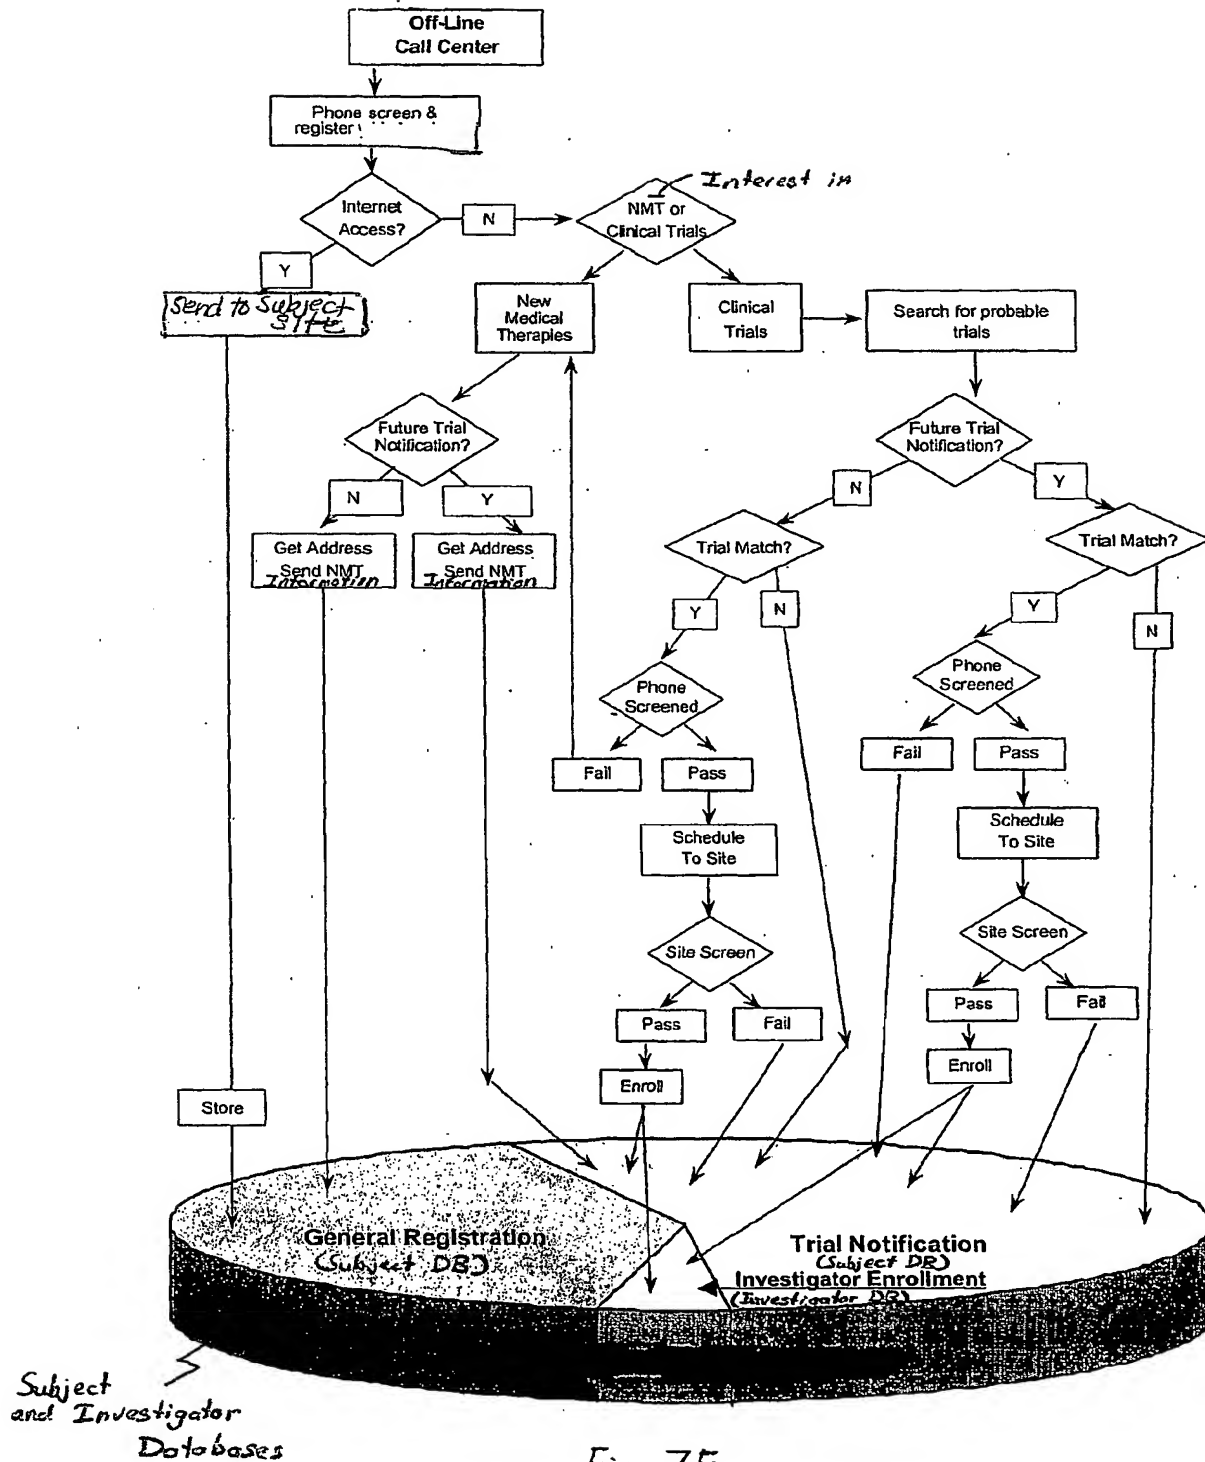 Off-Line
Call Center
Phone screen &
register
Internet
Access?
N
Interest in
NMT or
Clinical Trials
Y
Send to Subject
Site
New
Medical
Therapies
Clinical
Trials
Search for probable
trials
Future Trial
Notification?
Future Trial
Notification?
N
Y
N
Y
Get Address
Send NMT
Information
Get Address
Send NMT
Information
Trial Match?
Trial Match?
Y
N
Y
N
Phone
Screened
Phone
Screened
Fail
Pass
Fail
Pass
Schedule
To Site
Schedule
To Site
Site Screen
Site Screen
Pass
Fail
Pass
Fail
Enroll
Enroll
Store
General Registration
(Subject DB)
Trial Notification
(Subject DB)
Investigator Enrollment
(Investigator DB)
Subject
and Investigator
Databases